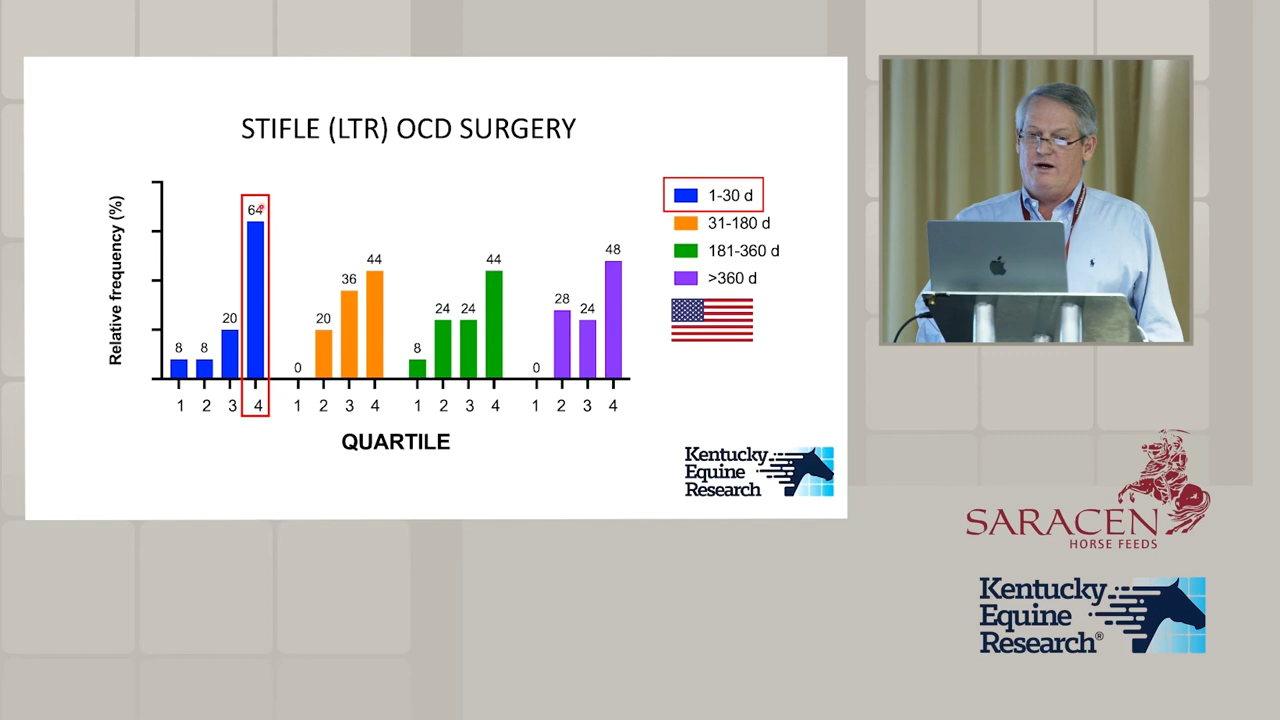 STIFLE (LTR) OCD SURGERY
Relative frequency (%)
8 8 20 64
0 20 36 44
8 24 24 44
0 28 24 48
1 2 3 4 1 2 3 4 1 2 3 4 1 2 3 4
QUARTILE
1-30 d
31-180 d
181-360 d
>360 d
Kentucky
Equine
Research
SARACEN
HORSE FEEDS
Kentucky
Equine
Research®